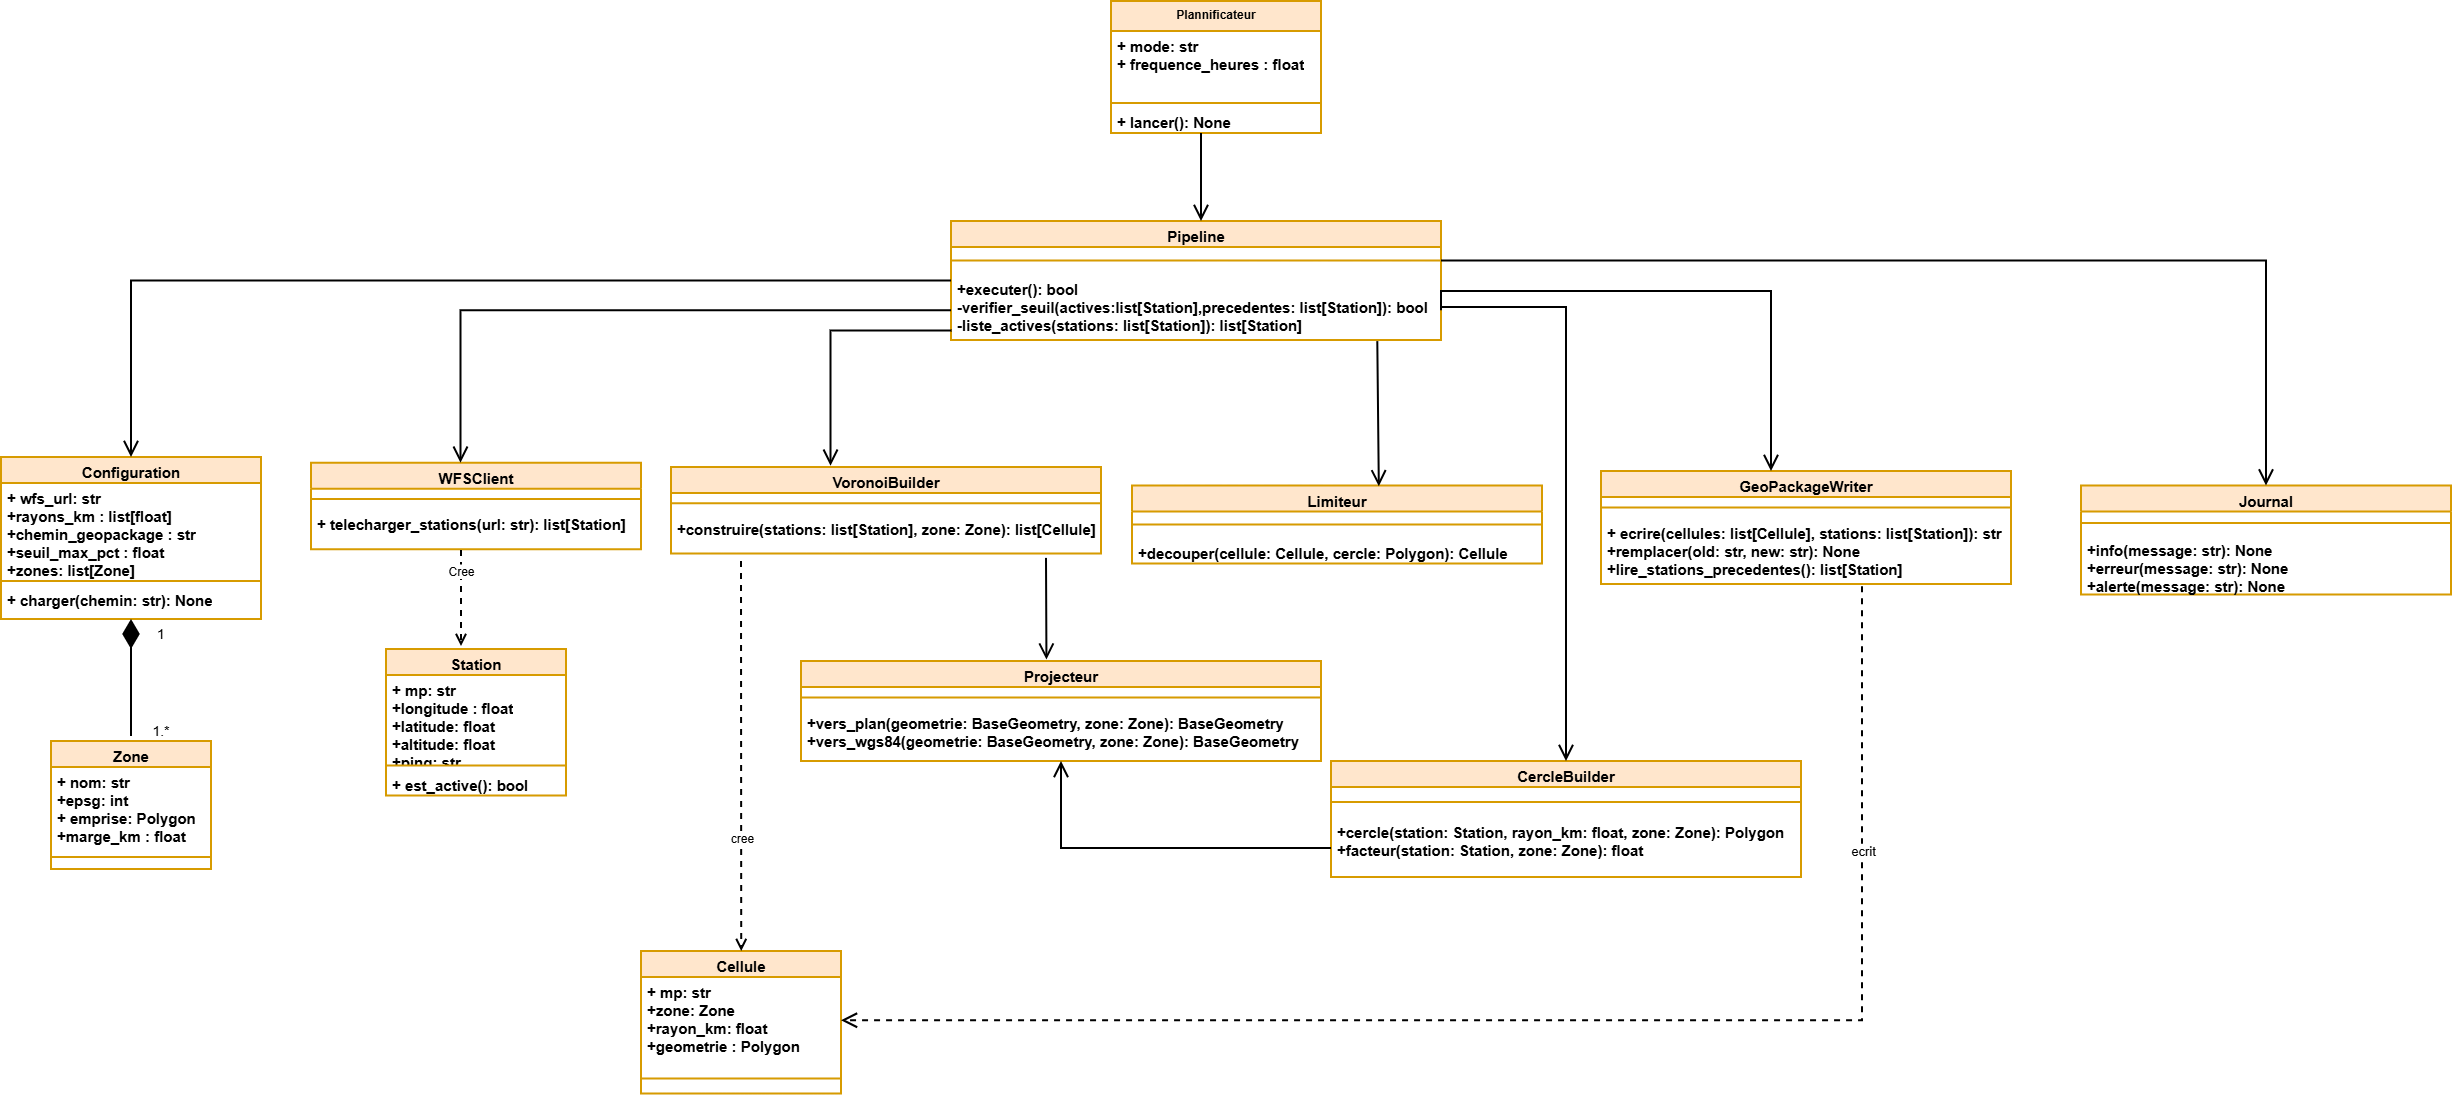 Plannificateur
+ mode: str
+ frequence_heures : float
+ lancer(): None
Pipeline
+executer(): bool
-verifier_seuil(actives:list[Station],precedentes: list[Station]): bool
-liste_actives(stations: list[Station]): list[Station]
Configuration
+ wfs_url: str
+rayons_km : list[float]
+chemin_geopackage : str
+seuil_max_pct : float
+zones: list[Zone]
+ charger(chemin: str): None
1
1.*
Zone
+ nom: str
+epsg: int
+ emprise: Polygon
+marge_km : float
WFSClient
+ telecharger_stations(url: str): list[Station]
Cree
Station
+ mp: str
+longitude : float
+latitude: float
+altitude: float
+ping: str
+ est_active(): bool
VoronoiBuilder
+construire(stations: list[Station], zone: Zone): list[Cellule]
cree
Limiteur
+decouper(cellule: Cellule, cercle: Polygon): Cellule
GeoPackageWriter
+ ecrire(cellules: list[Cellule], stations: list[Station]): str
+remplacer(old: str, new: str): None
+lire_stations_precedentes(): list[Station]
ecrit
Journal
+info(message: str): None
+erreur(message: str): None
+alerte(message: str): None
Projecteur
+vers_plan(geometrie: BaseGeometry, zone: Zone): BaseGeometry
+vers_wgs84(geometrie: BaseGeometry, zone: Zone): BaseGeometry
CercleBuilder
+cercle(station: Station, rayon_km: float, zone: Zone): Polygon
+facteur(station: Station, zone: Zone): float
Cellule
+ mp: str
+zone: Zone
+rayon_km: float
+geometrie : Polygon